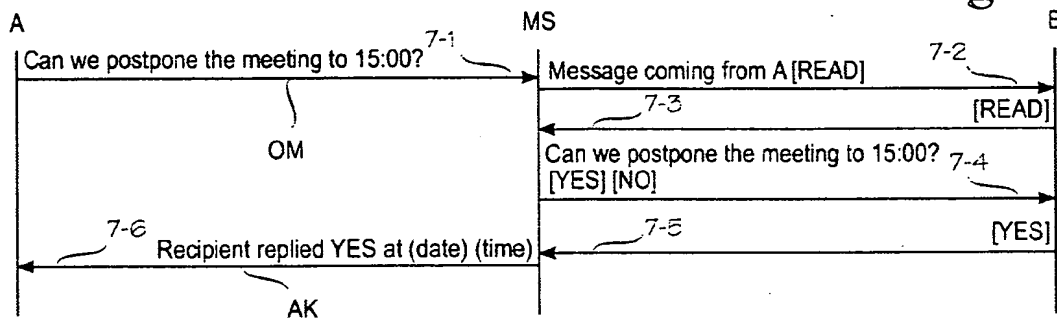 A MS
7-1
Can we postpone the meeting to 15:00?
7-2
Message coming from A [READ]
7-3
[READ]
OM
Can we postpone the meeting to 15:00?
7-4
[YES] [NO]
7-6
7-5
[YES]
Recipient replied YES at (date) (time)
AK